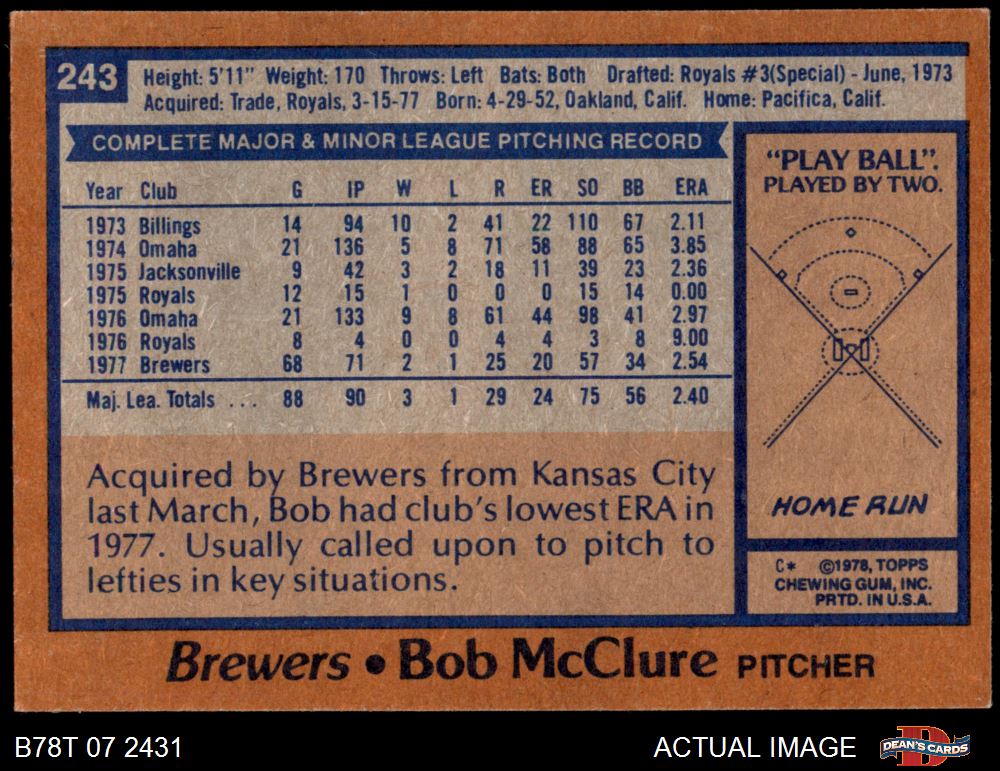 243
Height: 5'11" Weight: 170 Throws: Left Bats: Both Drafted: Royals #3(Special) - June, 1973
Acquired: Trade, Royals, 3-15-77 Born: 4-29-52, Oakland, Calif. Home: Pacifica, Calif.
COMPLETE MAJOR & MINOR LEAGUE PITCHING RECORD
Year Club G IP W L R ER SO BB ERA
1973 Billings 14 94 10 2 41 22 110 67 2.11
1974 Omaha 21 136 5 8 71 58 88 65 3.85
1975 Jacksonville 9 42 3 2 18 11 39 23 2.36
1975 Royals 12 15 1 0 0 0 15 14 0.00
1976 Omaha 21 133 9 8 61 44 98 41 2.97
1976 Royals 8 4 0 0 4 4 3 8 9.00
1977 Brewers 68 71 2 1 25 20 57 34 2.54
Maj. Lea. Totals ... 88 90 3 1 29 24 75 56 2.40
Acquired by Brewers from Kansas City
last March, Bob had club's lowest ERA in
1977. Usually called upon to pitch to
lefties in key situations.
"PLAY BALL".
PLAYED BY TWO.
HOME RUN
C* ©1978, TOPPS
CHEWING GUM, INC.
PRTD. IN U.S.A.
Brewers • Bob McClure PITCHER
B78T 07 2431
ACTUAL IMAGE
DEAN'S CARDS